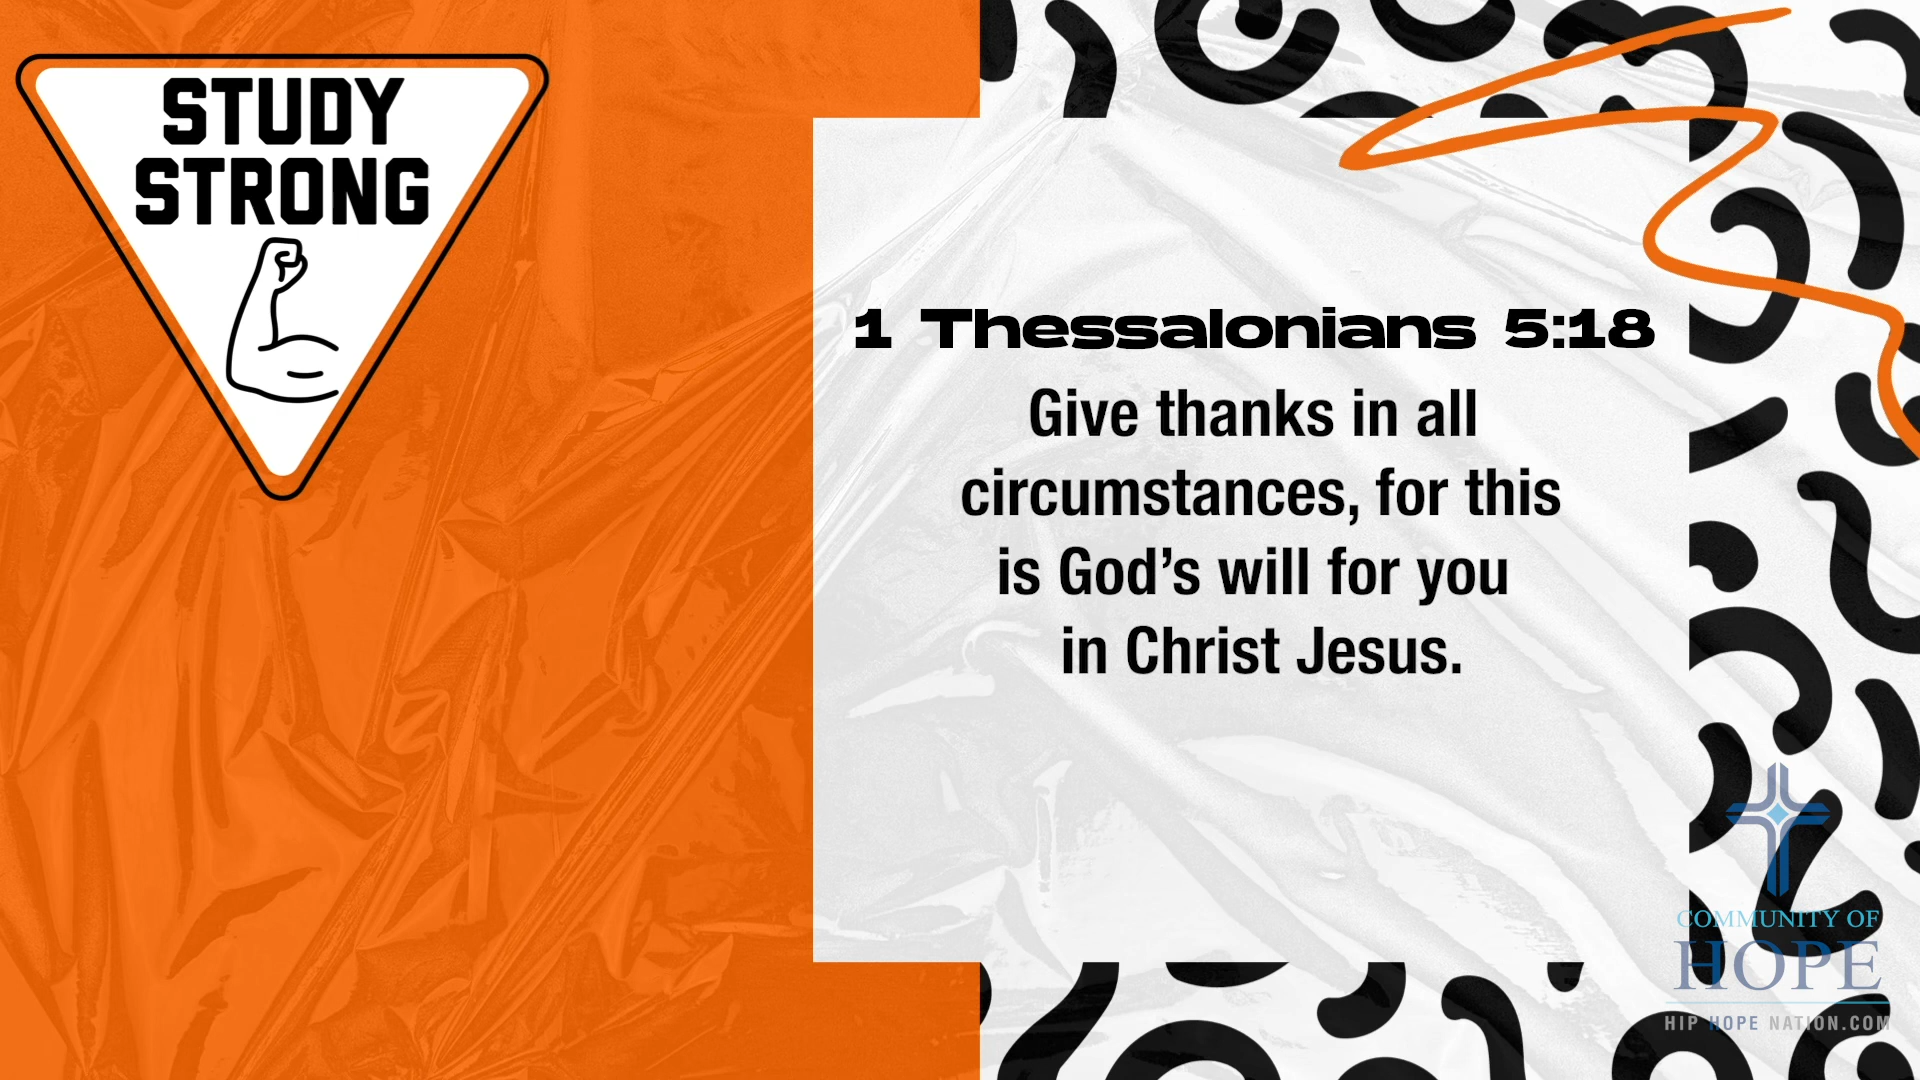 STUDY
STRONG
1 Thessalonians 5:18
Give thanks in all
circumstances, for this
is God’s will for you
in Christ Jesus.
COMMUNITY OF
HOPE
HIP HOPE NATION.COM